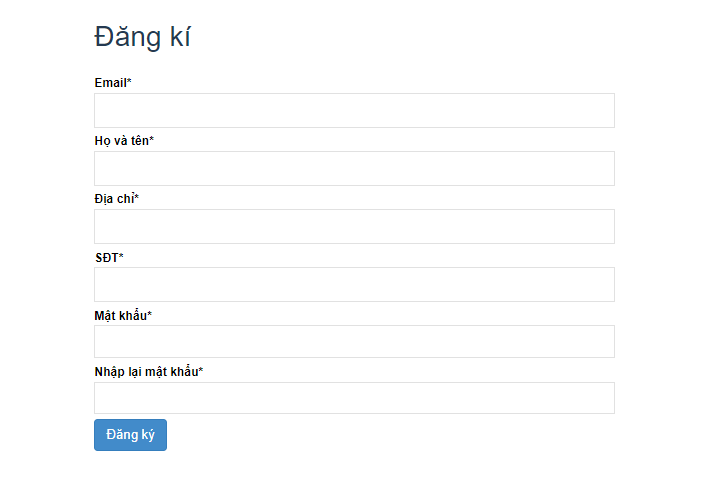 Đăng kí
Email*
Họ và tên*
Địa chỉ*
SĐT*
Mật khẩu*
Nhập lại mật khẩu*
Đăng ký